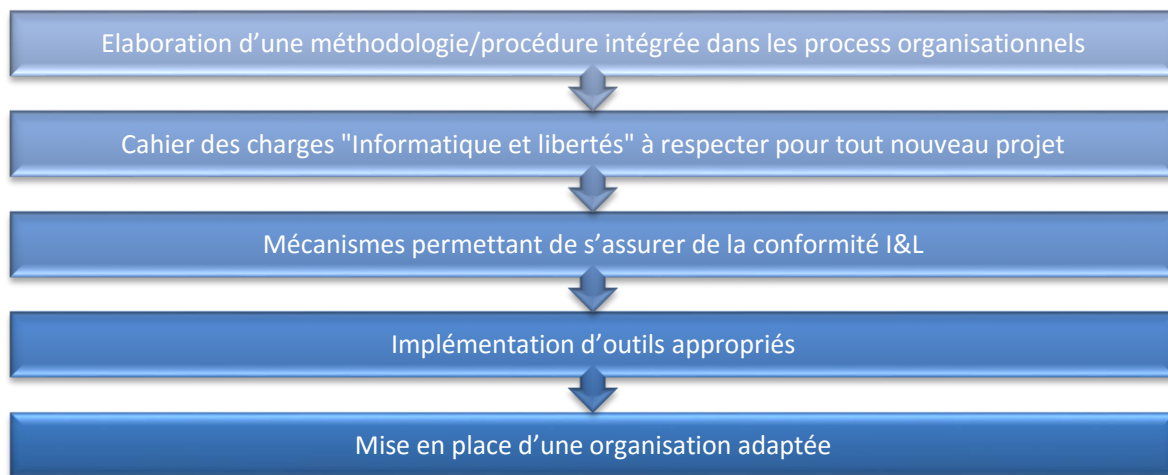 Elaboration d’une méthodologie/procédure intégrée dans les process organisationnels
Cahier des charges "Informatique et libertés" à respecter pour tout nouveau projet
Mécanismes permettant de s’assurer de la conformité I&L
Implémentation d’outils appropriés
Mise en place d’une organisation adaptée